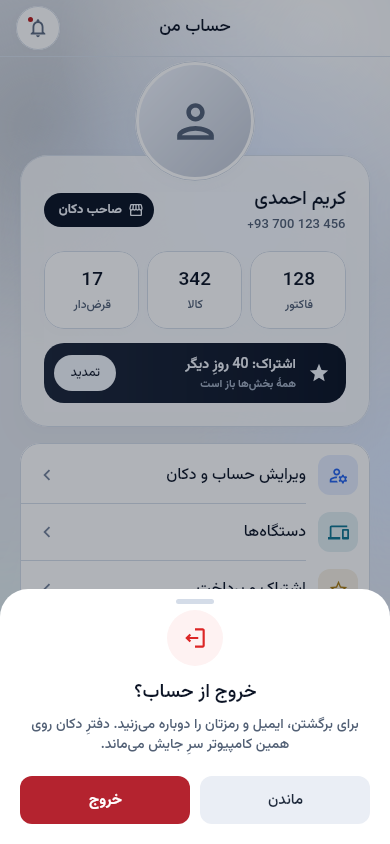 حساب من
کریم احمدی
+93 700 123 456
صاحب دکان
128
فاکتور
342
کالا
17
قرض‌دار
اشتراک: 40 روزِ دیگر
همهٔ بخش‌ها باز است
تمدید
ویرایش حساب و دکان
دستگاه‌ها
اشتراک و پرداخت
خروج از حساب؟
برای برگشتن، ایمیل و رمزتان را دوباره می‌زنید. دفترِ دکان روی
همین کامپیوتر سرِ جایش می‌ماند.
ماندن
خروج